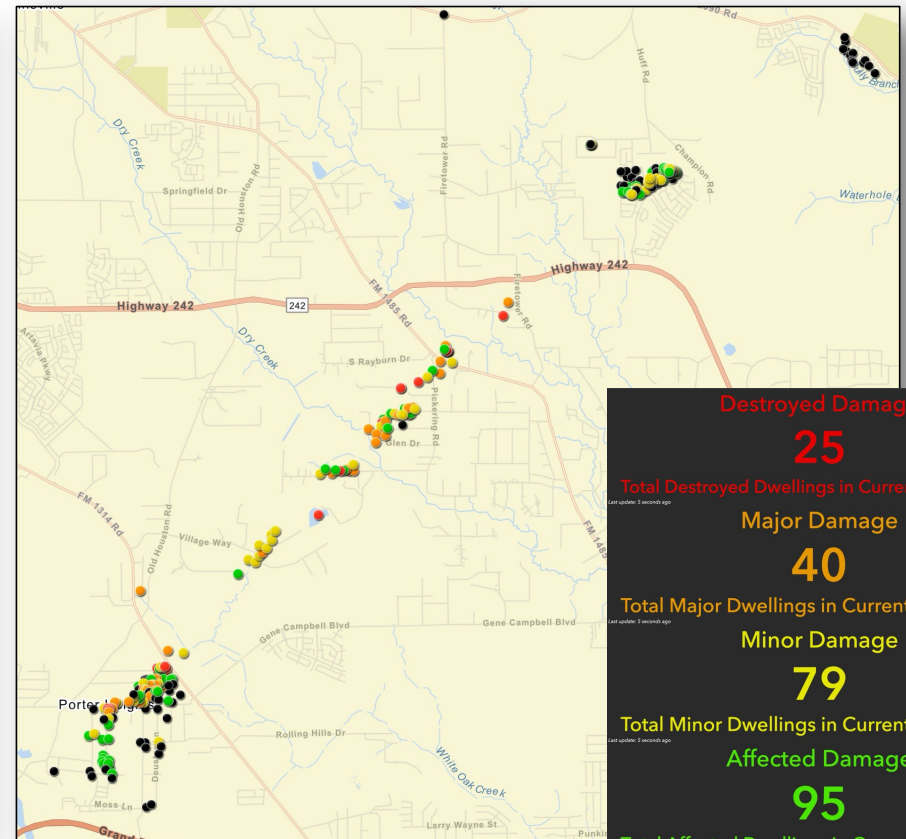 Huff Rd
Dry Creek
Firetower Rd
Champion Rd
Springfield Dr
Old Houston Rd
Waterhole
Highway 242
Highway 242
242
FM 1485 Rd
Firetower Rd
Artavia Pkwy
Dry Creek
S Rayburn Dr
Pickering Rd
Glen Dr
FM 1314 Rd
Old Houston Rd
Village Way
FM 1485
Gene Campbell Blvd
Gene Campbell Blvd
Rolling Hills Dr
White Oak Creek
Moss Ln
Larry Wayne St
Destroyed Damag
25
Total Destroyed Dwellings in Curre
Last update: 5 seconds ago
Major Damage
40
Total Major Dwellings in Current
Last update: 5 seconds ago
Minor Damage
79
Total Minor Dwellings in Current
Last update: 5 seconds ago
Affected Damage
95